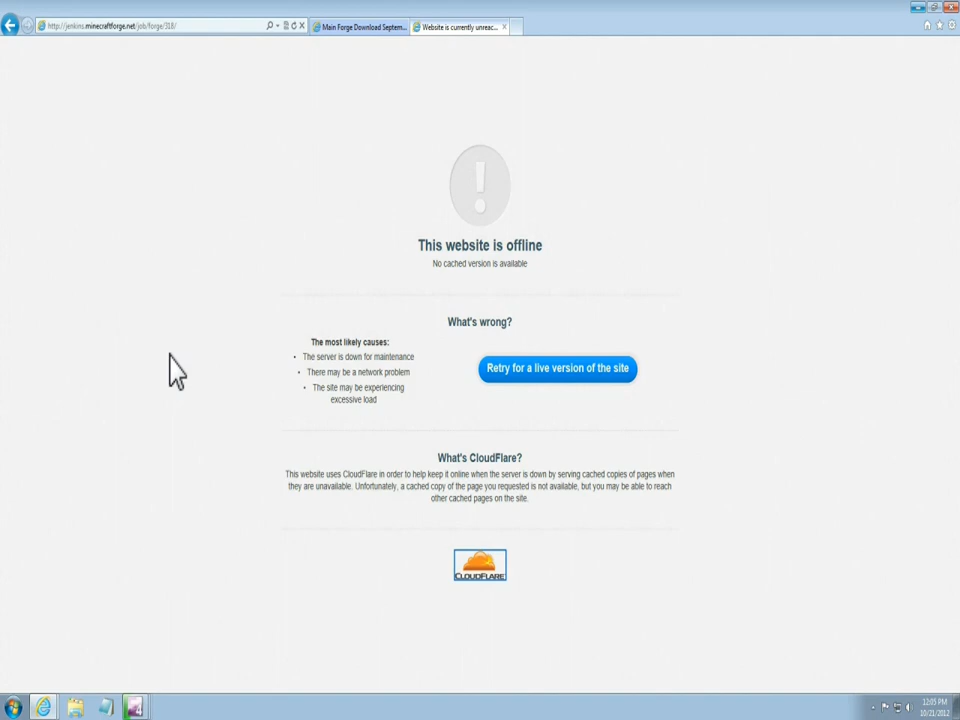 http://jenkins.minecraftforge.net/job/forge/318/
Main Forge Download Septem...
Website is currently unreac...
This website is offline
No cached version is available
What's wrong?
The most likely causes:
• The server is down for maintenance
• There may be a network problem
• The site may be experiencing
excessive load
Retry for a live version of the site
What's CloudFlare?
This website uses CloudFlare in order to help keep it online when the server is down by serving cached copies of pages when
they are unavailable. Unfortunately, a cached copy of the page you requested is not available, but you may be able to reach
other cached pages on the site.
CLOUDFLARE
12:05 PM
10/21/2012